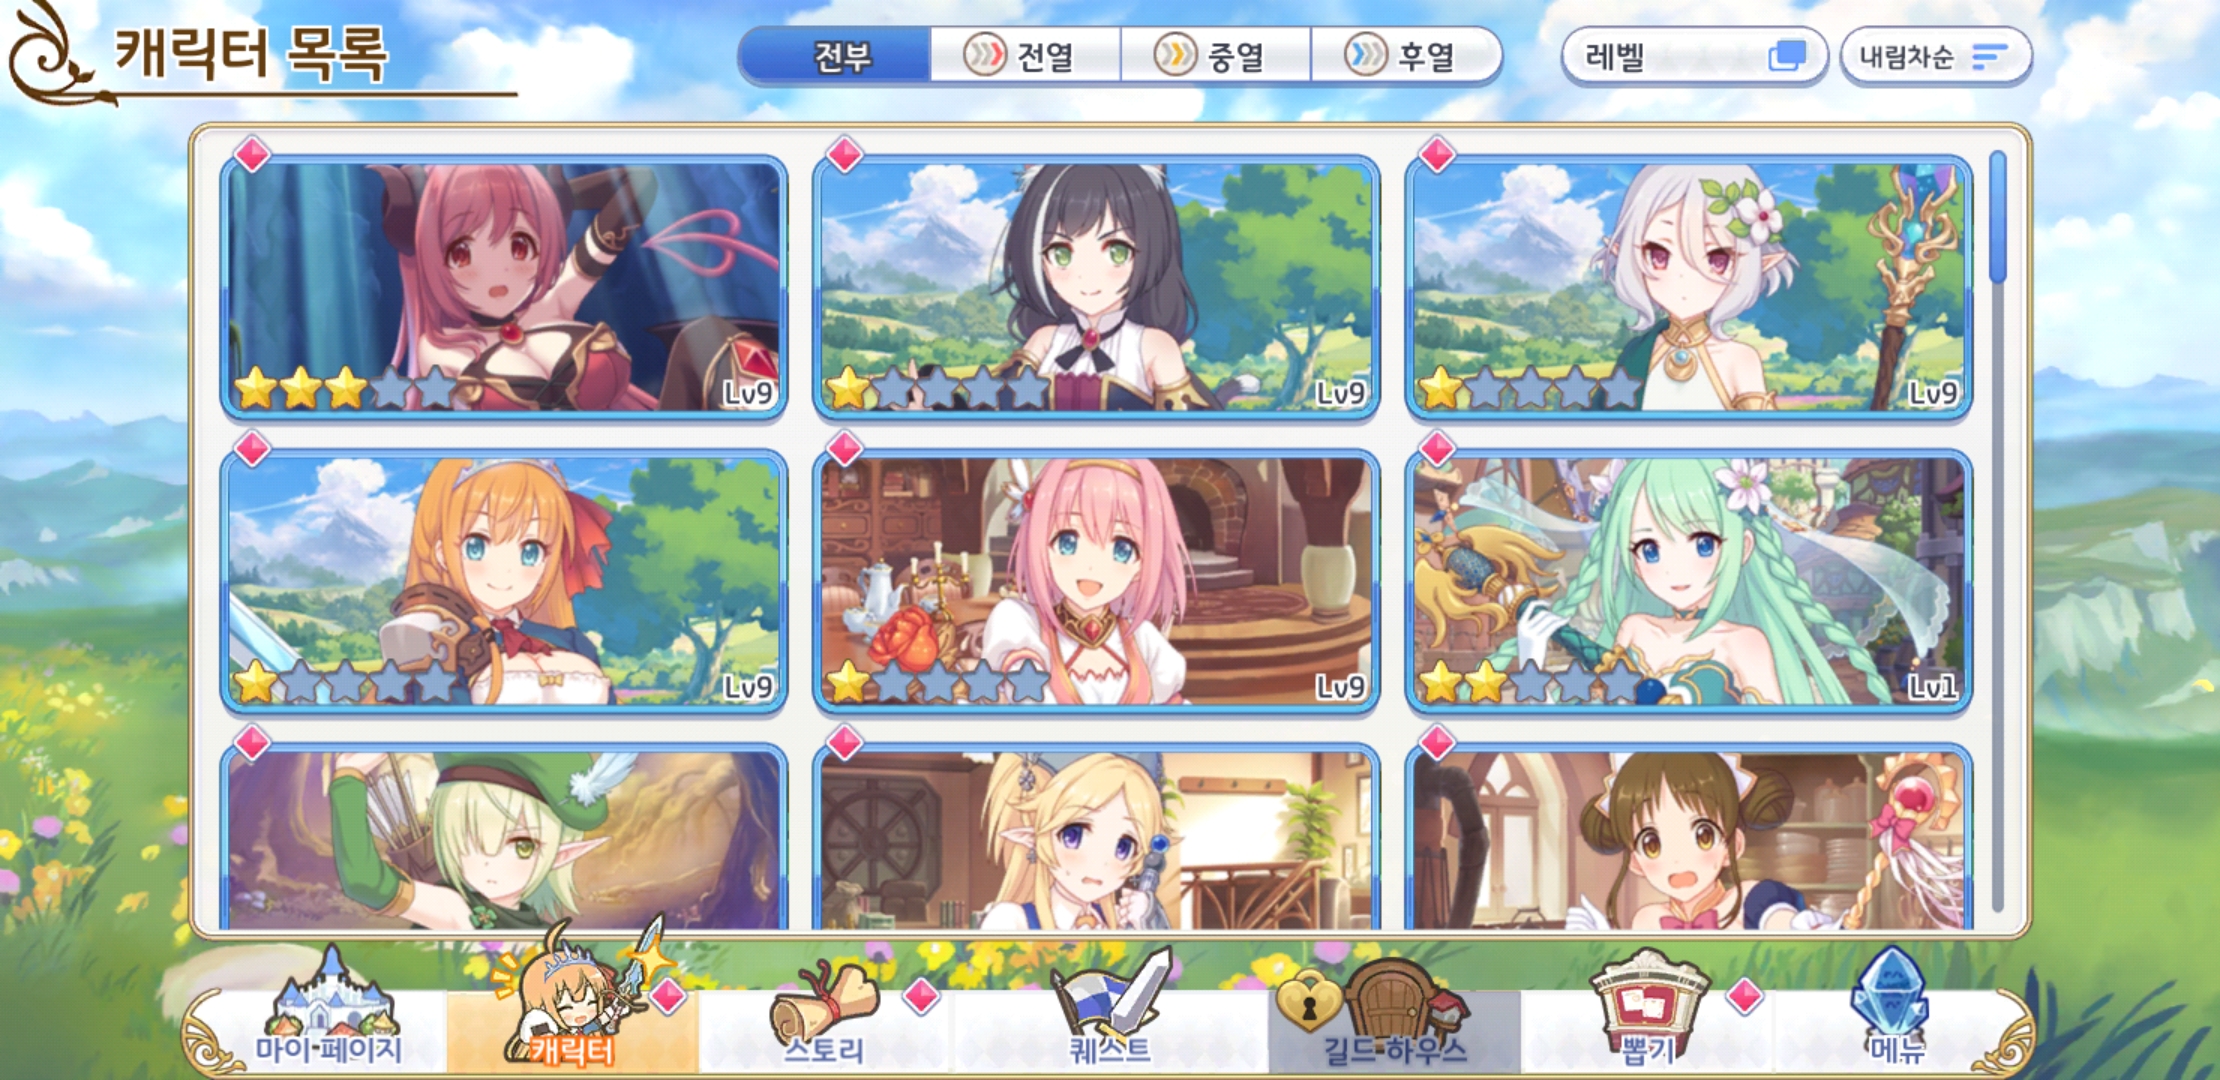 캐릭터 목록
전부
전열
중열
후열
레벨
내림차순
Lv9
Lv9
Lv9
Lv9
Lv9
Lv1
마이 페이지
캐릭터
스토리
퀘스트
길드 하우스
뽑기
메뉴